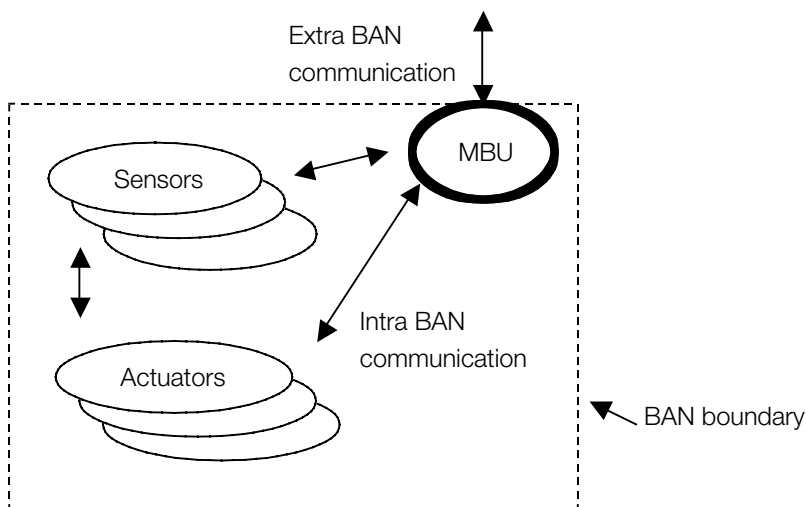 Extra BAN
communication
MBU
Sensors
Intra BAN
communication
Actuators
BAN boundary